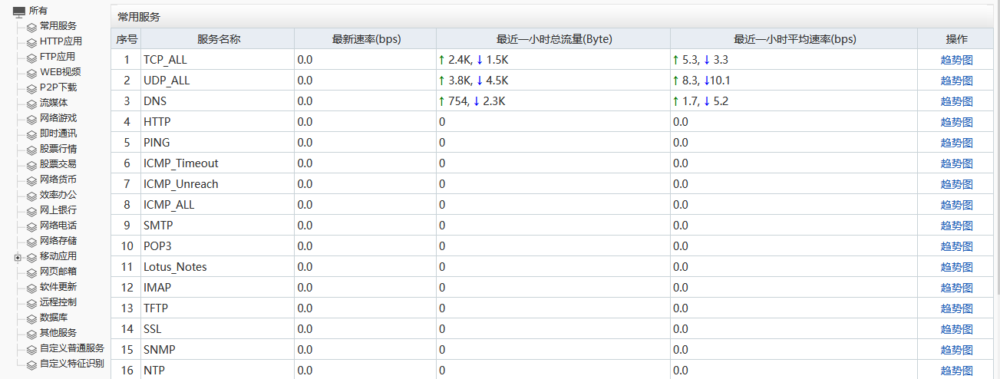 所有
常用服务
HTTP应用
FTP应用
WEB视频
P2P下载
流媒体
网络游戏
即时通讯
股票行情
股票交易
网络货币
效率办公
网上银行
网络电话
网络存储
移动应用
网页邮箱
软件更新
远程控制
数据库
其他服务
自定义普通服务
自定义特征识别
常用服务
序号 服务名称 最新速率(bps) 最近一小时总流量(Byte) 最近一小时平均速率(bps) 操作
1 TCP_ALL 0.0 ↑ 2.4K, ↓ 1.5K ↑ 5.3, ↓ 3.3 趋势图
2 UDP_ALL 0.0 ↑ 3.8K, ↓ 4.5K ↑ 8.3, ↓10.1 趋势图
3 DNS 0.0 ↑ 754, ↓ 2.3K ↑ 1.7, ↓ 5.2 趋势图
4 HTTP 0.0 0 0.0 趋势图
5 PING 0.0 0 0.0 趋势图
6 ICMP_Timeout 0.0 0 0.0 趋势图
7 ICMP_Unreach 0.0 0 0.0 趋势图
8 ICMP_ALL 0.0 0 0.0 趋势图
9 SMTP 0.0 0 0.0 趋势图
10 POP3 0.0 0 0.0 趋势图
11 Lotus_Notes 0.0 0 0.0 趋势图
12 IMAP 0.0 0 0.0 趋势图
13 TFTP 0.0 0 0.0 趋势图
14 SSL 0.0 0 0.0 趋势图
15 SNMP 0.0 0 0.0 趋势图
16 NTP 0.0 0 0.0 趋势图